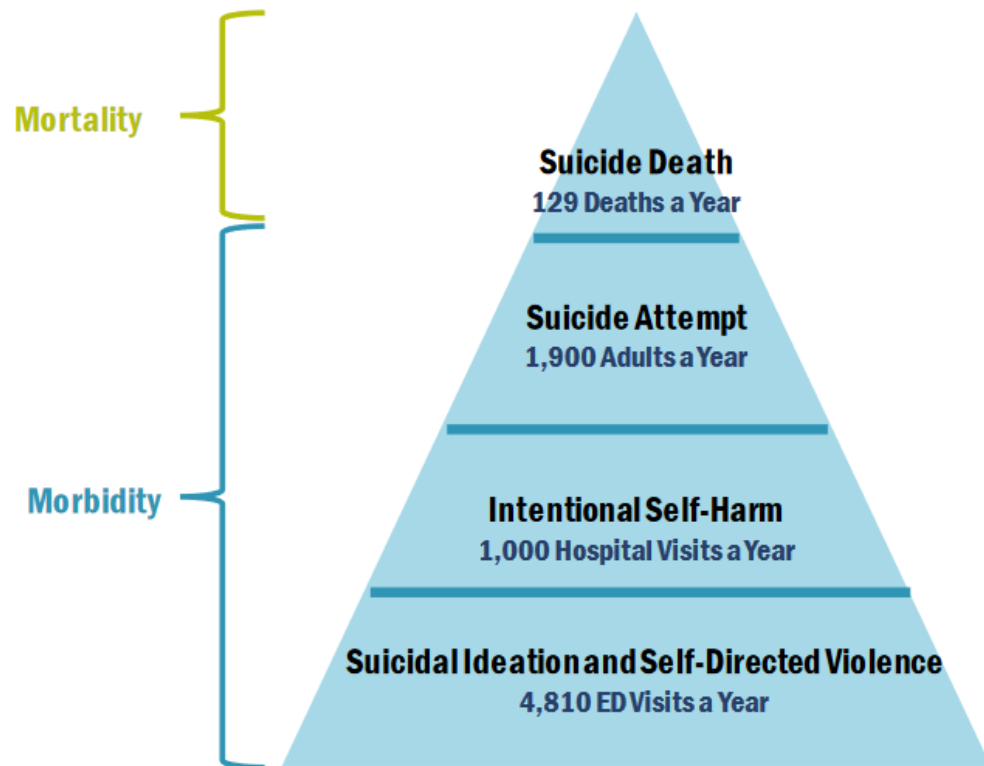 Mortality
Suicide Death
129 Deaths a Year
Suicide Attempt
1,900 Adults a Year
Morbidity
Intentional Self-Harm
1,000 Hospital Visits a Year
Suicidal Ideation and Self-Directed Violence
4,810 ED Visits a Year